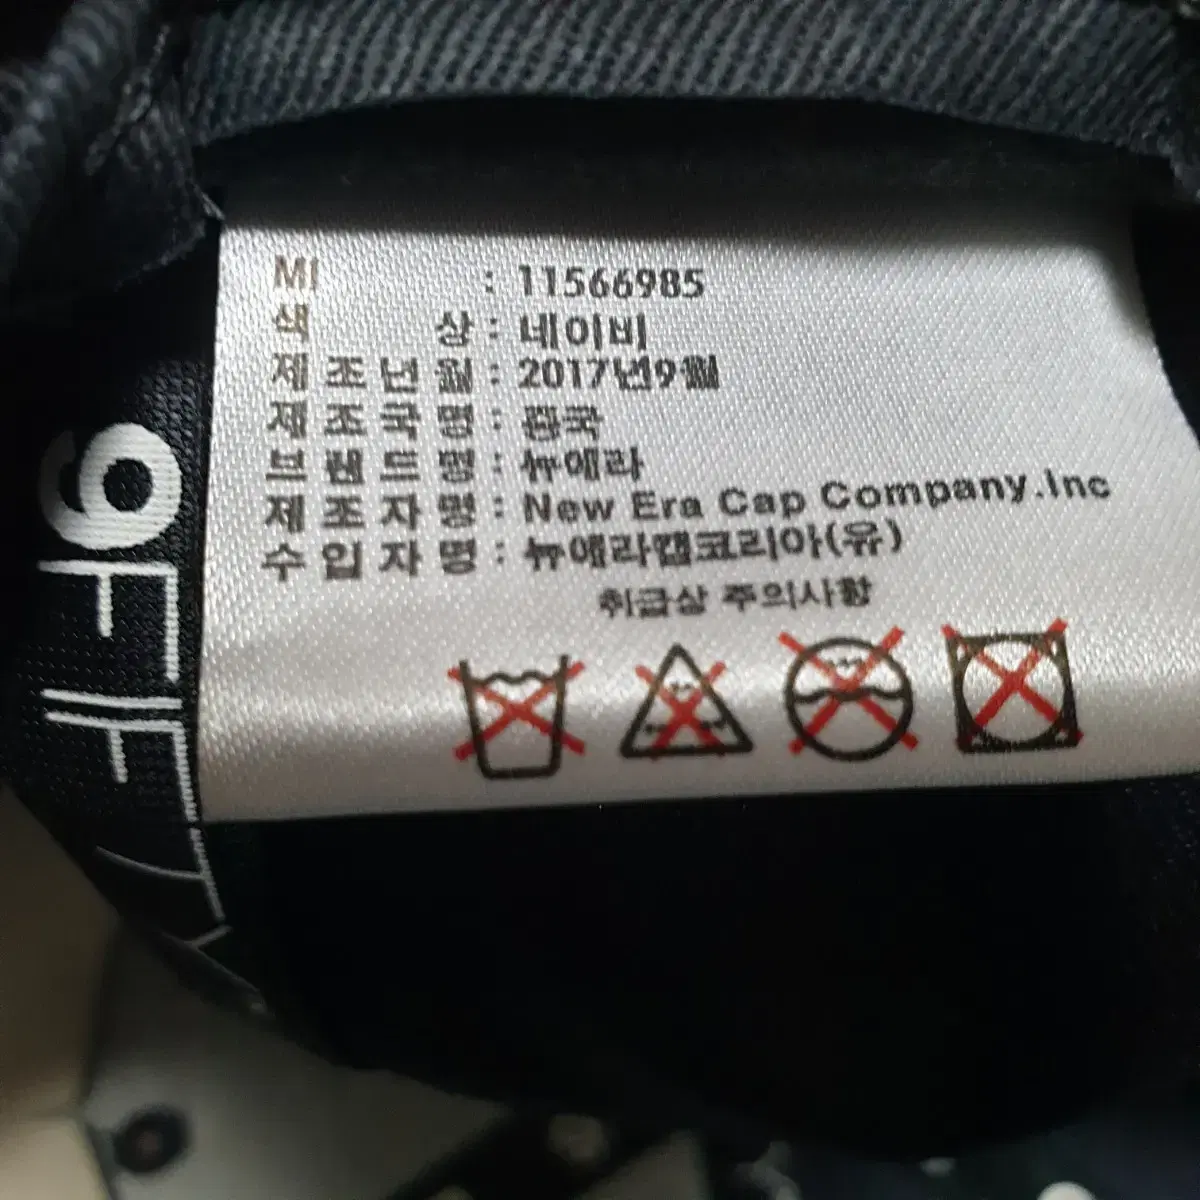 MI : 11566985
색 상 : 네이비
제 조 년 월 : 2017년9월
제 조 국 명 : 중국
브 랜 드 명 : 뉴에라
제 조 자 명 : New Era Cap Company.Inc
수 입 자 명 : 뉴에라캡코리아(유)
취급상 주의사항
9FIF